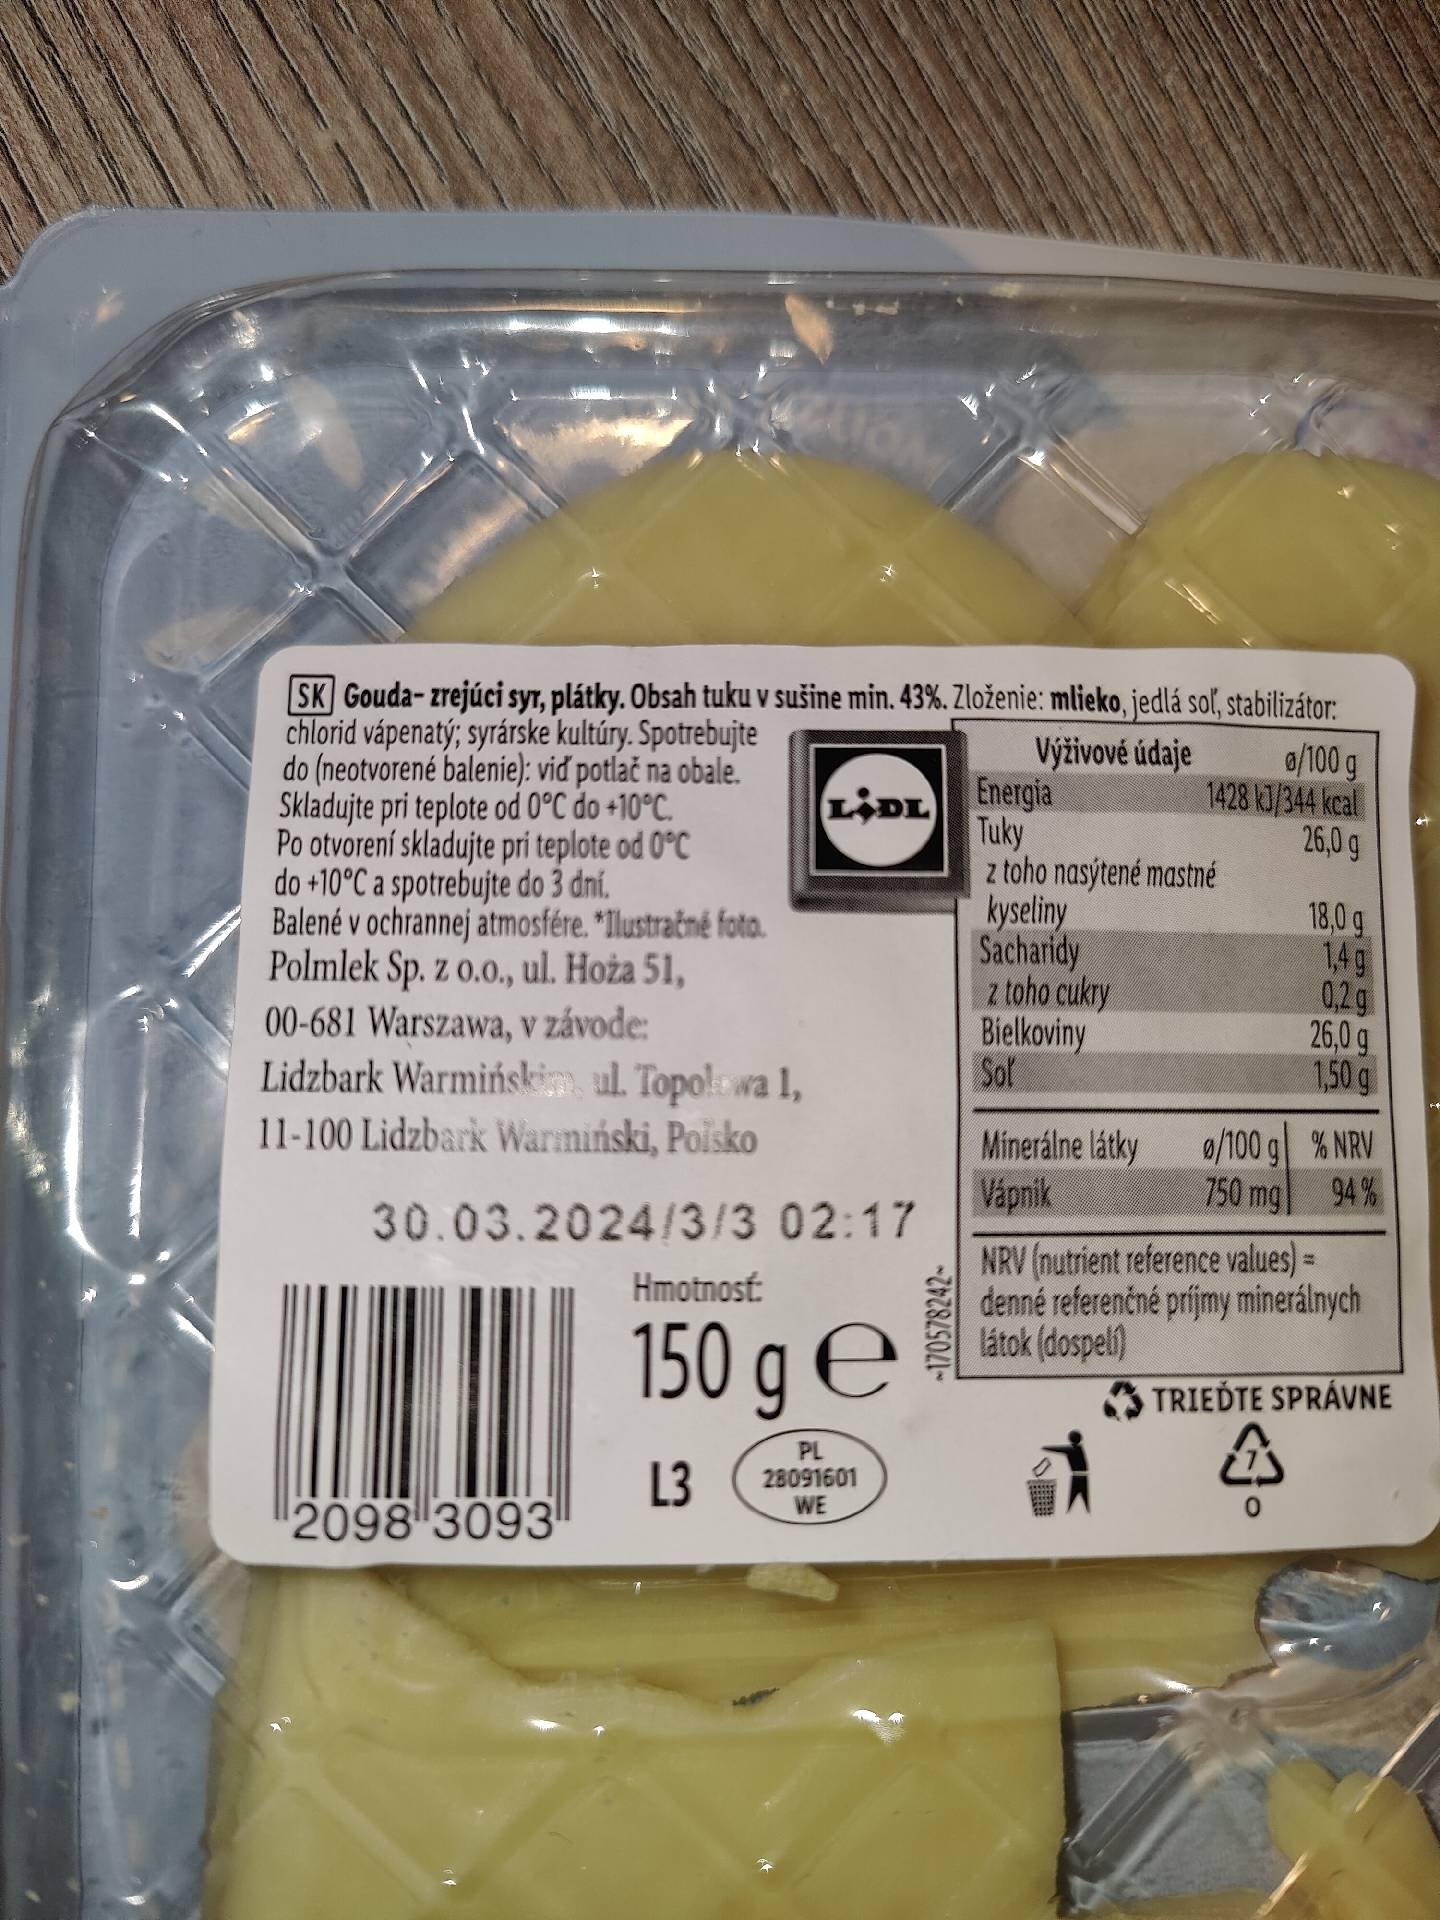 SK Gouda- zrejúci syr, plátky. Obsah tuku v sušine min. 43%. Zloženie: mlieko, jedlá soľ, stabilizátor:
chlorid vápenatý; syrárske kultúry. Spotrebujte
do (neotvorené balenie): viď potlač na obale.
Skladujte pri teplote od 0°C do +10°C.
Po otvorení skladujte pri teplote od 0°C
do +10°C a spotrebujte do 3 dní.
Balené v ochrannej atmosfére. *Ilustračné foto.
Polmlek Sp. z o.o., ul. Hoża 51,
00-681 Warszawa, v závode:
Lidzbark Warmińskim, ul. Topolowa 1,
11-100 Lidzbark Warmiński, Poľsko
30.03.2024/3/3 02:17
LIDL
Výživové údaje ø/100 g
Energia 1428 kJ/344 kcal
Tuky 26,0 g
z toho nasýtené mastné
kyseliny 18,0 g
Sacharidy 1,4 g
z toho cukry 0,2 g
Bielkoviny 26,0 g
Soľ 1,50 g
Minerálne látky ø/100 g % NRV
Vápnik 750 mg 94 %
NRV (nutrient reference values) =
denné referenčné príjmy minerálnych
látok (dospelí)
Hmotnosť:
150 g e
~170578242~
L3
PL
28091601
WE
2098 3093
TRIEĎTE SPRÁVNE
7
O